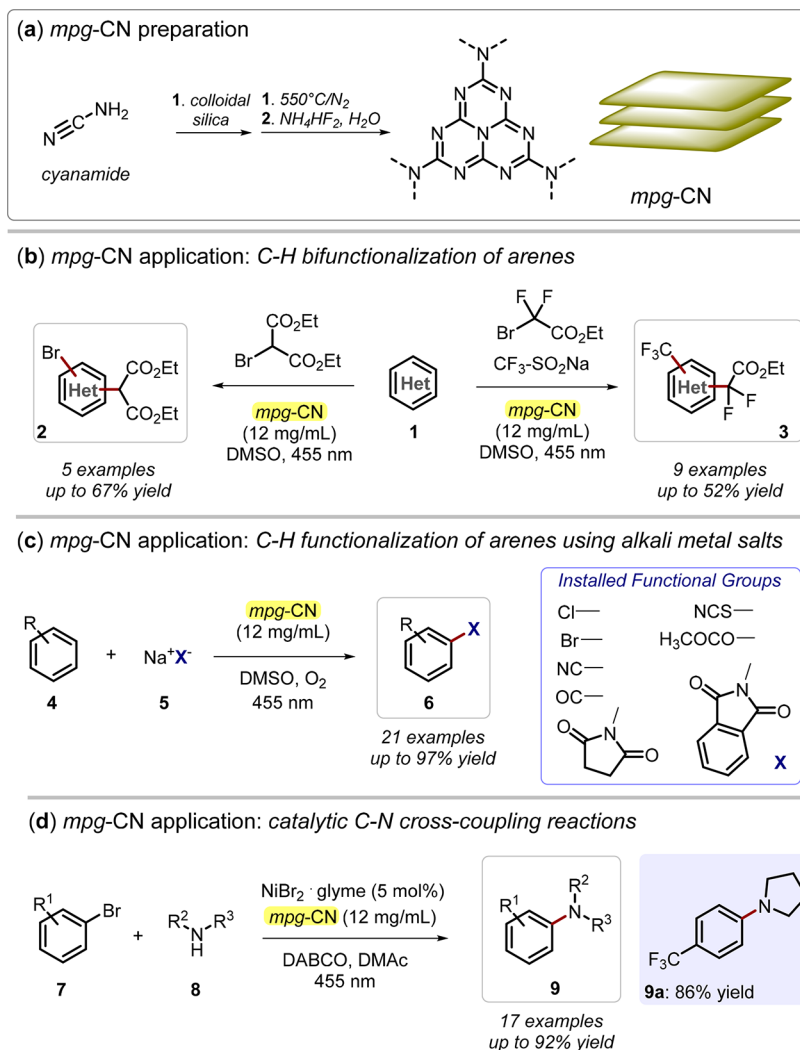 (a) mpg-CN preparation
N
NH₂
cyanamide
1. colloidal
silica
1. 550°C/N₂
2. NH₄HF₂, H₂O
N
N N
N N
N
N N
N N N
mpg-CN
(b) mpg-CN application: C-H bifunctionalization of arenes
Br
CO₂Et
Het
CO₂Et
2
5 examples
up to 67% yield
CO₂Et
Br CO₂Et
mpg-CN
(12 mg/mL)
DMSO, 455 nm
Het
1
F F
Br CO₂Et
CF₃-SO₂Na
mpg-CN
(12 mg/mL)
DMSO, 455 nm
F₃C
CO₂Et
Het
F
F
3
9 examples
up to 52% yield
(c) mpg-CN application: C-H functionalization of arenes using alkali metal salts
R
4
+
Na⁺X⁻
5
mpg-CN
(12 mg/mL)
DMSO, O₂
455 nm
R X
6
21 examples
up to 97% yield
Installed Functional Groups
Cl—
NCS—
Br—
H₃COCO—
NC—
OC—
O N O
O N O
X
(d) mpg-CN application: catalytic C-N cross-coupling reactions
R¹
Br
7
+
R² N R³
H
8
NiBr₂ · glyme (5 mol%)
mpg-CN (12 mg/mL)
DABCO, DMAc
455 nm
R¹
R²
N
R³
9
17 examples
up to 92% yield
N
F₃C
9a: 86% yield